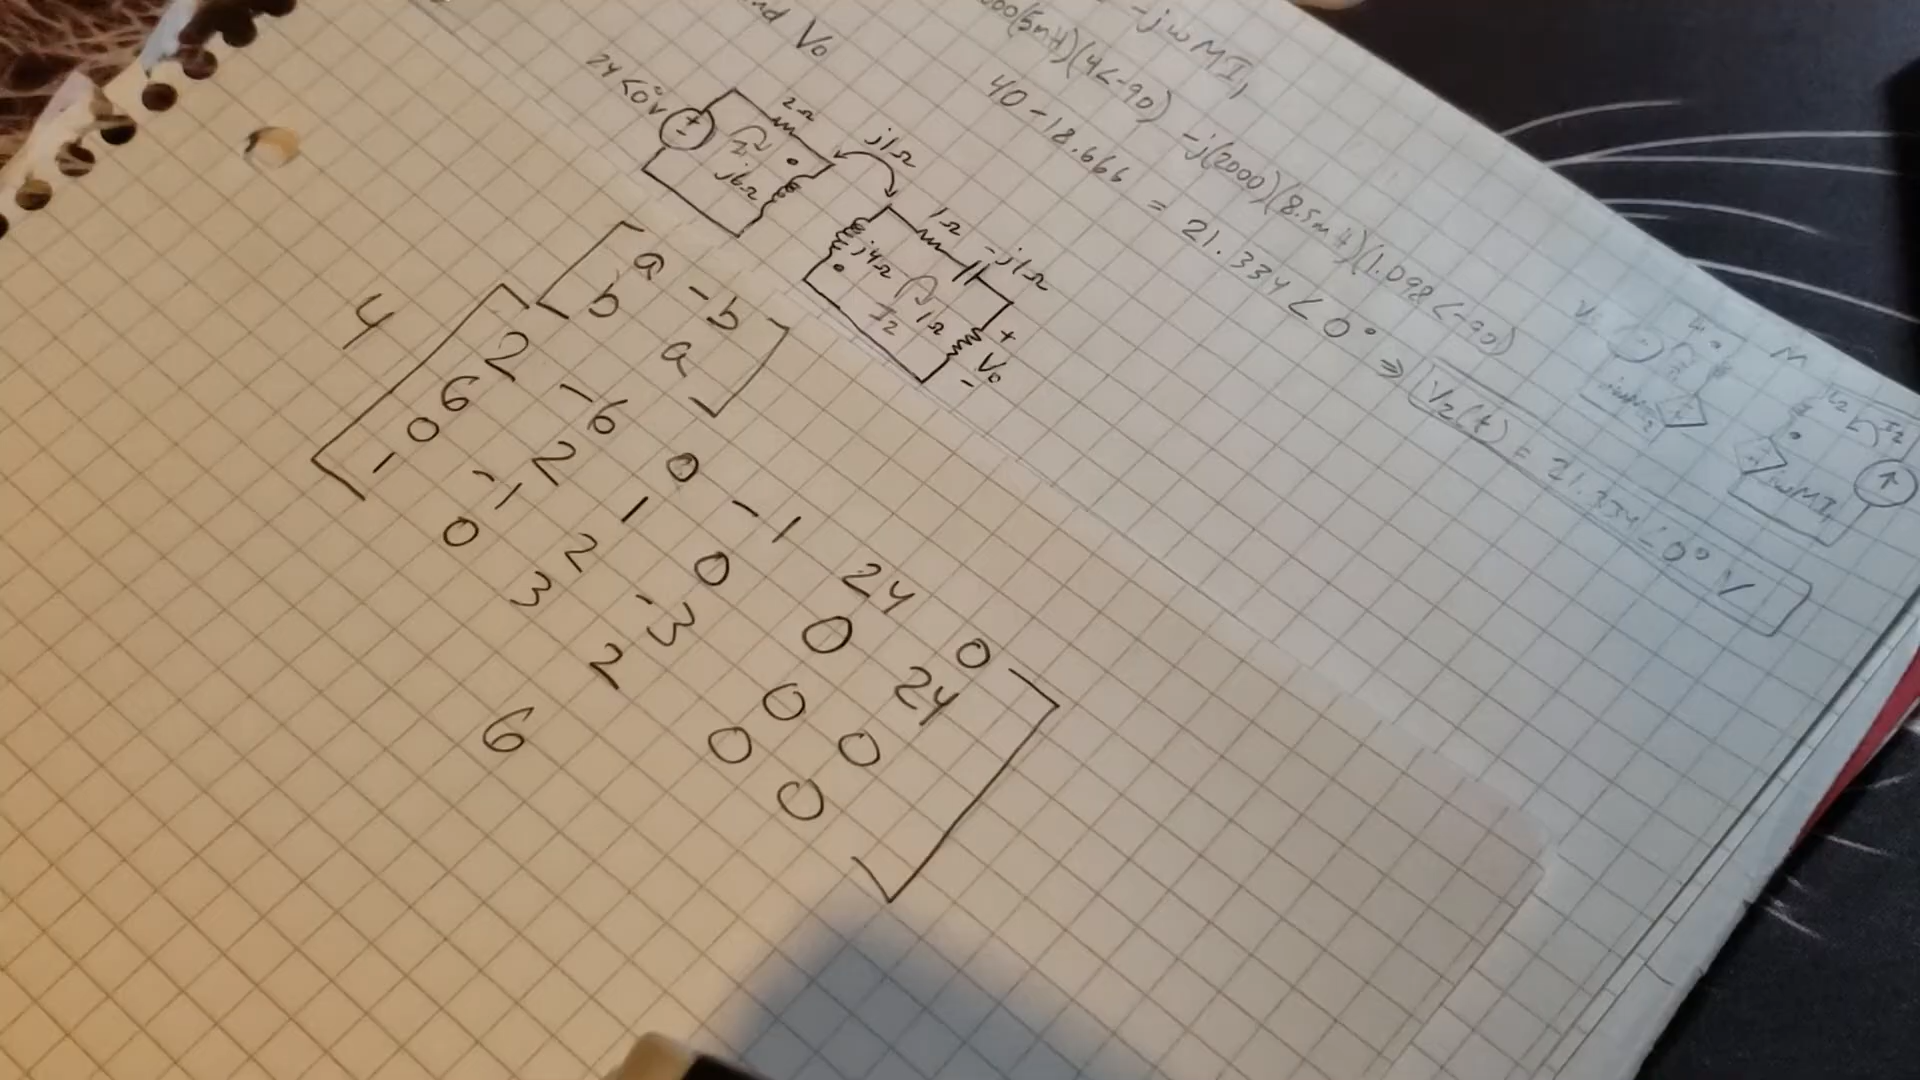 -jωMI₁
000(5mH)(4<-90) -j(2000)(8.5mH)(1.098<-90)
40-18.666 = 21.334<0° ⇒ V₂(t) = 21.334<0° V
nd V₀
24<0°V
2Ω
j6Ω
j1Ω
1Ω
-j1Ω
j4Ω
I₂
1Ω
+
V₀
-
a -b
b a
4
2 -6 0 -1 24 0
6 2 1 0 0 24
0 -1 2 -3 0 0
1 0 3 2 0 0
6
M
I₂
jωMI₁